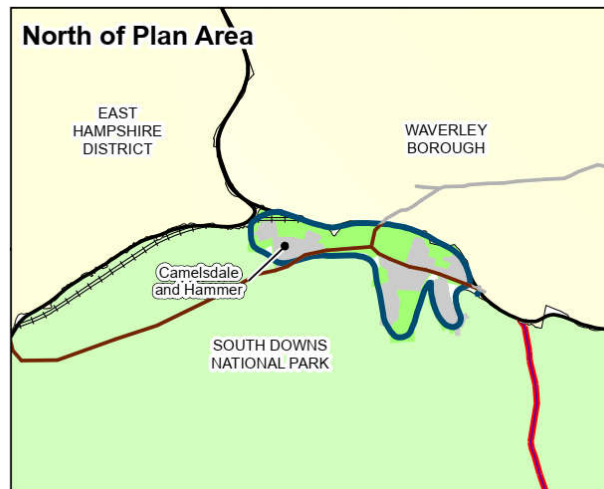 North of Plan Area
EAST
HAMPSHIRE
DISTRICT
WAVERLEY
BOROUGH
Camelsdale
and Hammer
SOUTH DOWNS
NATIONAL PARK